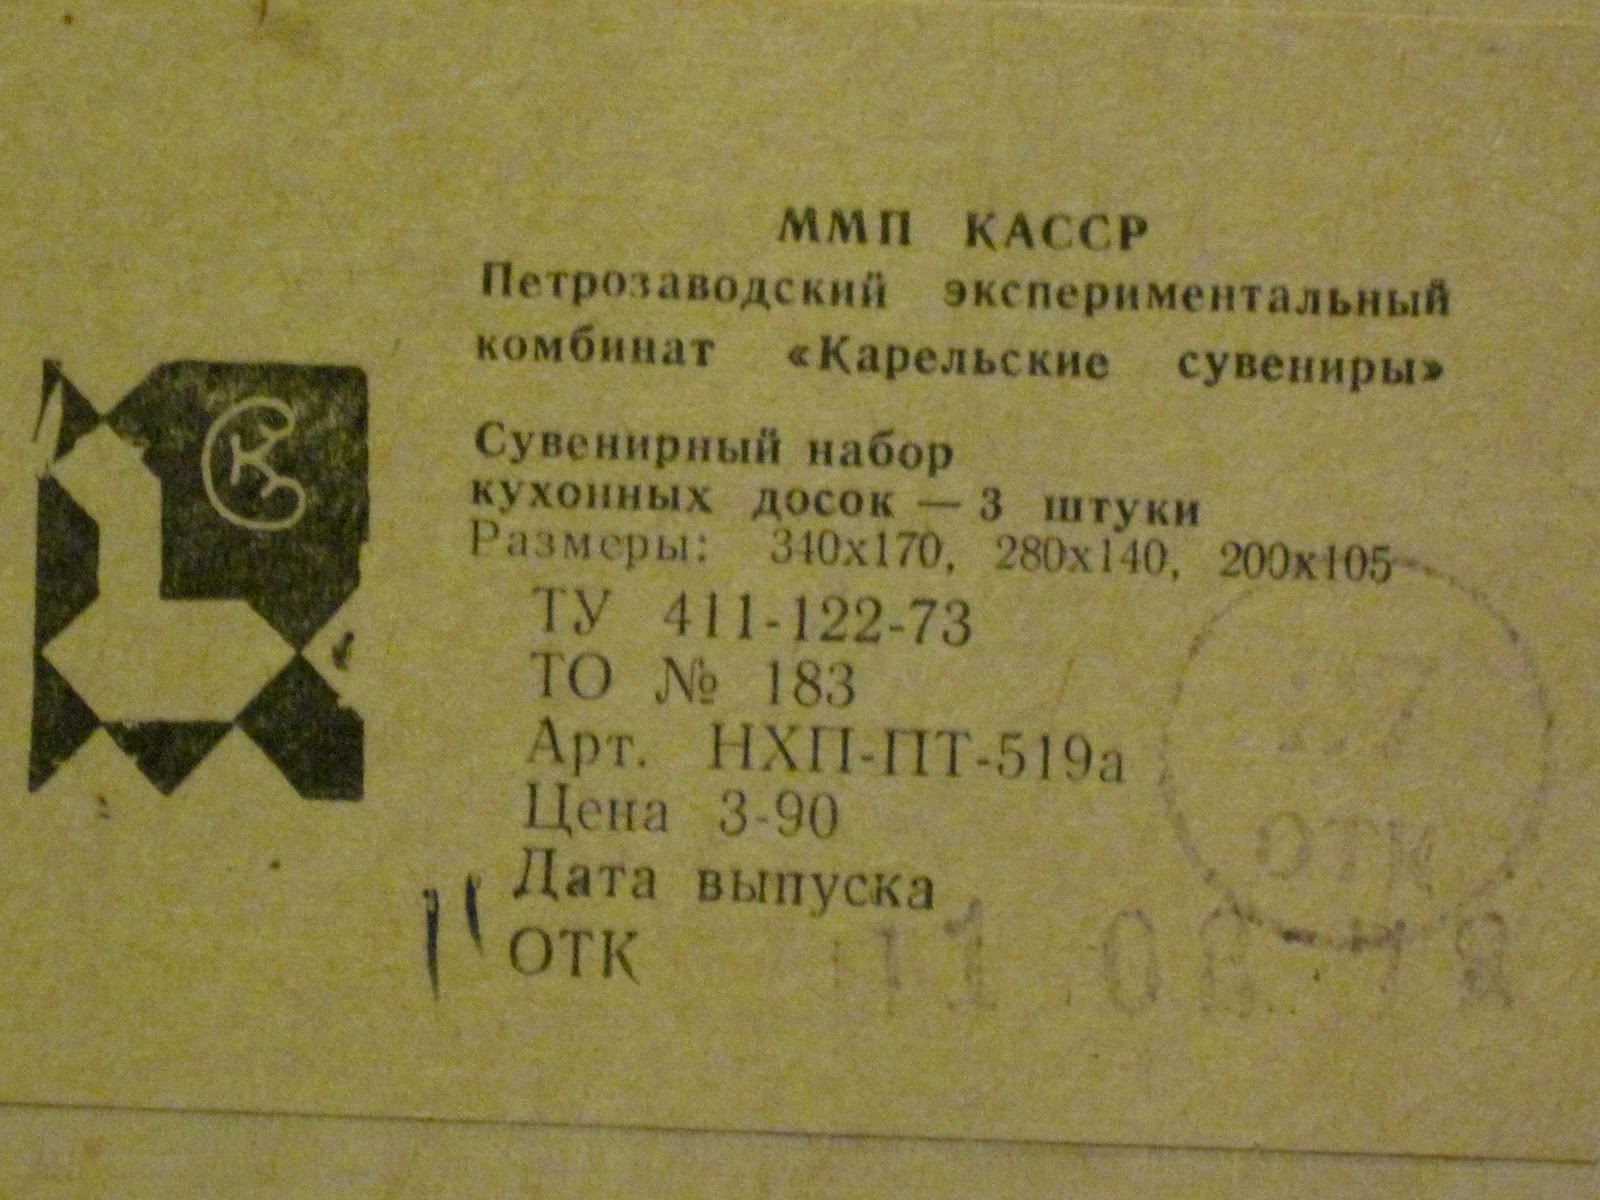 ММП КАССР
Петрозаводский экспериментальный
комбинат «Карельские сувениры»
Сувенирный набор
кухонных досок — 3 штуки
Размеры: 340х170, 280х140, 200х105
ТУ 411-122-73
ТО № 183
Арт. НХП-ПТ-519а
Цена 3-90
Дата выпуска
ОТК